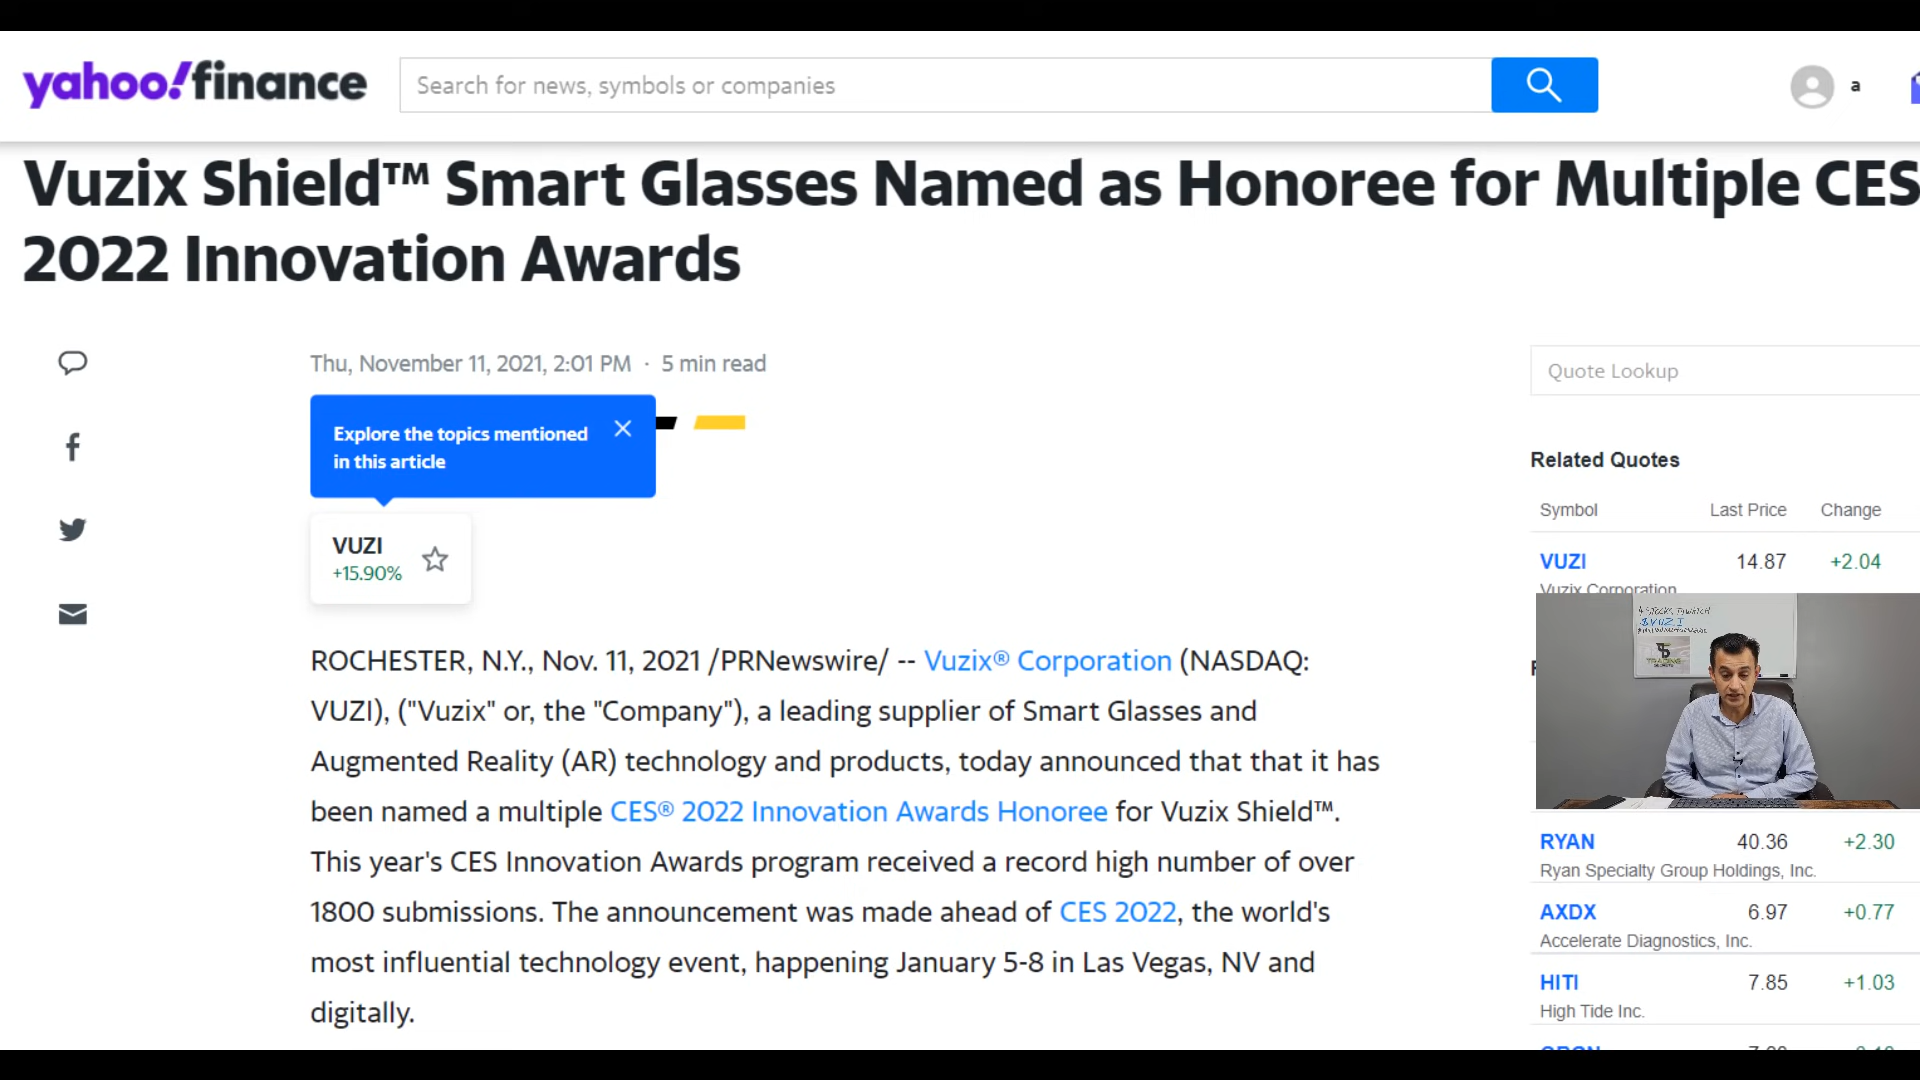 yahoo!finance
Search for news, symbols or companies
a
Vuzix Shield™ Smart Glasses Named as Honoree for Multiple CES
2022 Innovation Awards
Thu, November 11, 2021, 2:01 PM · 5 min read
Explore the topics mentioned
in this article
VUZI
+15.90%
ROCHESTER, N.Y., Nov. 11, 2021 /PRNewswire/ -- Vuzix® Corporation (NASDAQ:
VUZI), ("Vuzix" or, the "Company"), a leading supplier of Smart Glasses and
Augmented Reality (AR) technology and products, today announced that that it has
been named a multiple CES® 2022 Innovation Awards Honoree for Vuzix Shield™.
This year's CES Innovation Awards program received a record high number of over
1800 submissions. The announcement was made ahead of CES 2022, the world's
most influential technology event, happening January 5-8 in Las Vegas, NV and
digitally.
Quote Lookup
Related Quotes
Symbol Last Price Change
VUZI 14.87 +2.04
Vuzix Corporation
4 STOCKS TO WATCH
$VUZI
TRADING
RYAN 40.36 +2.30
Ryan Specialty Group Holdings, Inc.
AXDX 6.97 +0.77
Accelerate Diagnostics, Inc.
HITI 7.85 +1.03
High Tide Inc.